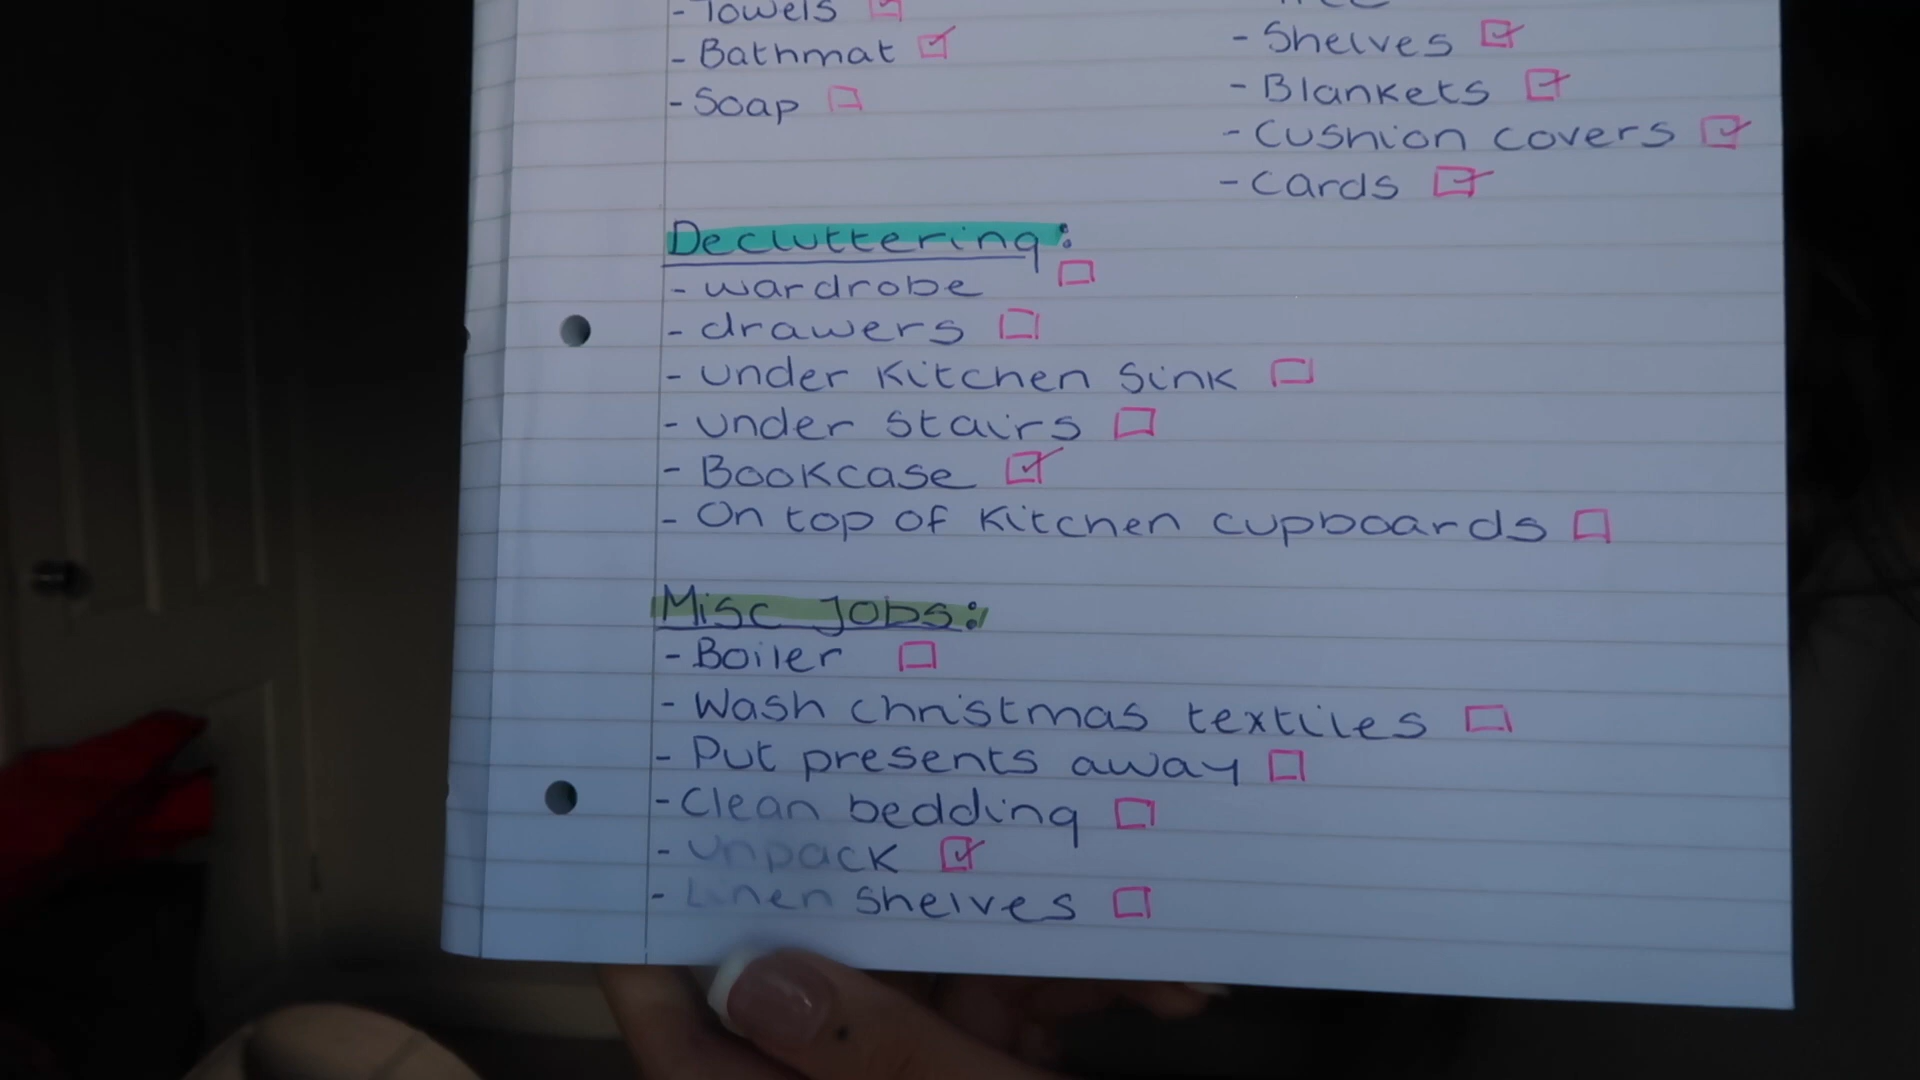 - Towels
- Bathmat ☑
- Soap ☐
- Shelves ☑
- Blankets ☑
- Cushion covers ☑
- Cards ☑
Decluttering:
- wardrobe ☐
- drawers ☐
- under kitchen sink ☐
- under stairs ☐
- Bookcase ☑
- On top of kitchen cupboards ☐
Misc Jobs:
- Boiler ☐
- Wash christmas textiles ☐
- Put presents away ☐
- Clean bedding ☐
- unpack ☑
- Linen shelves ☐